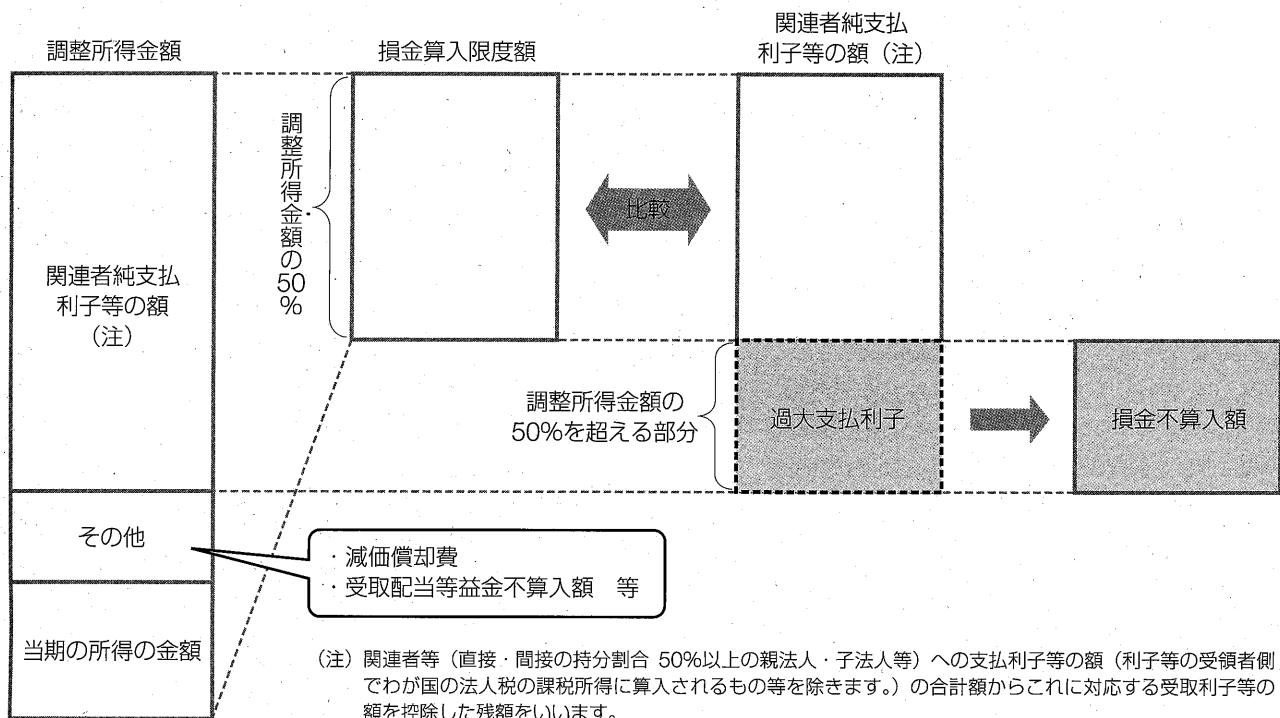 調整所得金額
損金算入限度額
関連者純支払
利子等の額（注）
調整所得金額の50%
比較
関連者純支払
利子等の額
（注）
調整所得金額の
50%を超える部分
過大支払利子
損金不算入額
その他
・減価償却費
・受取配当等益金不算入額　等
当期の所得の金額
（注）関連者等（直接・間接の持分割合 50%以上の親法人・子法人等）への支払利子等の額（利子等の受領者側
でわが国の法人税の課税所得に算入されるもの等を除きます。）の合計額からこれに対応する受取利子等の
額を控除した残額をいいます。